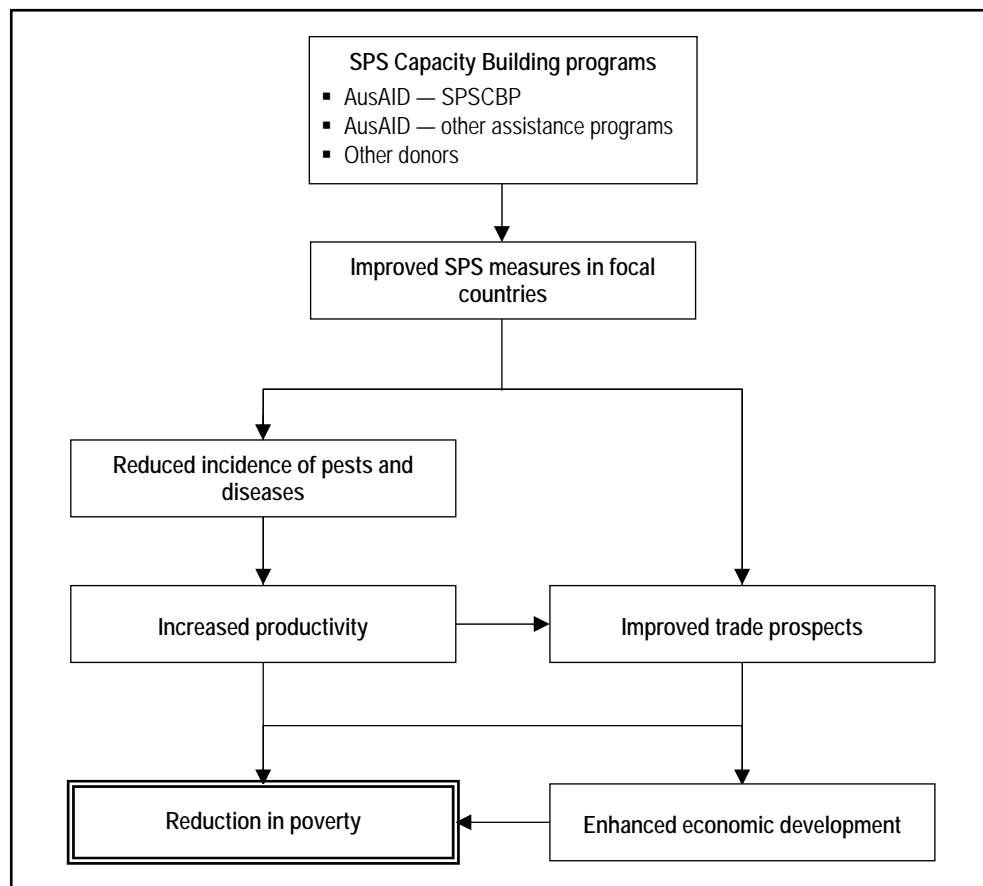 SPS Capacity Building programs
▪ AusAID — SPSCBP
▪ AusAID — other assistance programs
▪ Other donors
Improved SPS measures in focal
countries
Reduced incidence of pests and
diseases
Increased productivity
Improved trade prospects
Reduction in poverty
Enhanced economic development